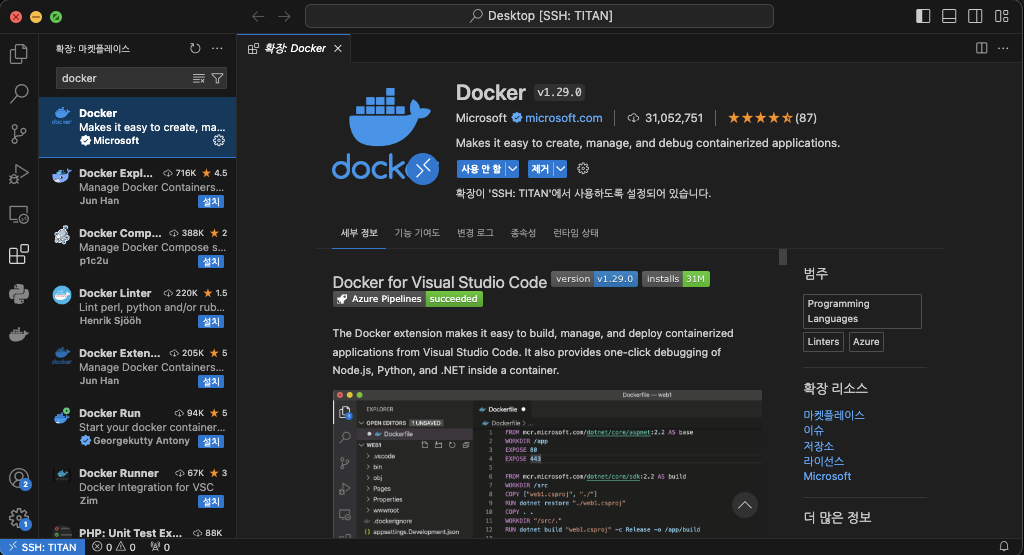 Desktop [SSH: TITAN]
확장: 마켓플레이스
docker
Docker
Makes it easy to create, ma...
Microsoft
Docker Expl... 716K 4.5
Manage Docker Containers...
Jun Han 설치
Docker Comp... 388K 2
Manage Docker Compose s...
p1c2u 설치
Docker Linter 220K 1.5
Lint perl, python and/or rub...
Henrik Sjööh 설치
Docker Exten... 205K 5
Manage Docker Containers...
Jun Han 설치
Docker Run 94K 5
Start your docker container...
Georgekutty Antony 설치
Docker Runner 67K 3
Docker Integration for VSC
Zim 설치
PHP: Unit Test Ex... 88K
2
1
SSH: TITAN 0 0 0
확장: Docker
docker
Docker v1.29.0
Microsoft microsoft.com 31,052,751 (87)
Makes it easy to create, manage, and debug containerized applications.
사용 안 함 제거
확장이 'SSH: TITAN'에서 사용하도록 설정되어 있습니다.
세부 정보 기능 기여도 변경 로그 종속성 런타임 상태
Docker for Visual Studio Code version v1.29.0 installs 31M
Azure Pipelines succeeded
The Docker extension makes it easy to build, manage, and deploy containerized
applications from Visual Studio Code. It also provides one-click debugging of
Node.js, Python, and .NET inside a container.
Dockerfile — web1
EXPLORER
OPEN EDITORS 1 UNSAVED
Dockerfile
WEB1
.vscode
bin
obj
Pages
Properties
wwwroot
.dockerignore
appsettings.Development.json
Dockerfile
Dockerfile > ...
1 FROM mcr.microsoft.com/dotnet/core/aspnet:2.2 AS base
2 WORKDIR /app
3 EXPOSE 80
4 EXPOSE 443
5
6 FROM mcr.microsoft.com/dotnet/core/sdk:2.2 AS build
7 WORKDIR /src
8 COPY ["web1.csproj", "./"]
9 RUN dotnet restore "./web1.csproj"
10 COPY . .
11 WORKDIR "/src/."
12 RUN dotnet build "web1.csproj" -c Release -o /app/build
범주
Programming
Languages
Linters Azure
확장 리소스
마켓플레이스
이슈
저장소
라이선스
Microsoft
더 많은 정보